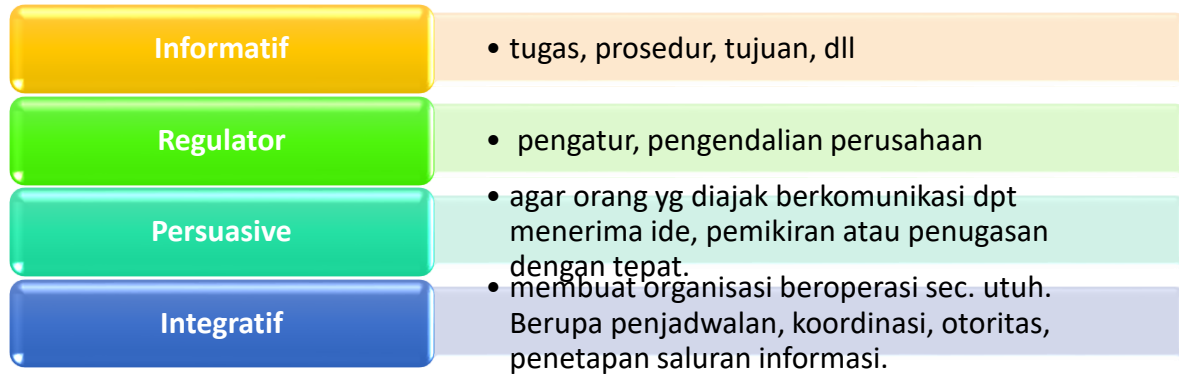 Informatif
• tugas, prosedur, tujuan, dll
Regulator
• pengatur, pengendalian perusahaan
Persuasive
• agar orang yg diajak berkomunikasi dpt
menerima ide, pemikiran atau penugasan
dengan tepat.
Integratif
• membuat organisasi beroperasi sec. utuh.
Berupa penjadwalan, koordinasi, otoritas,
penetapan saluran informasi.